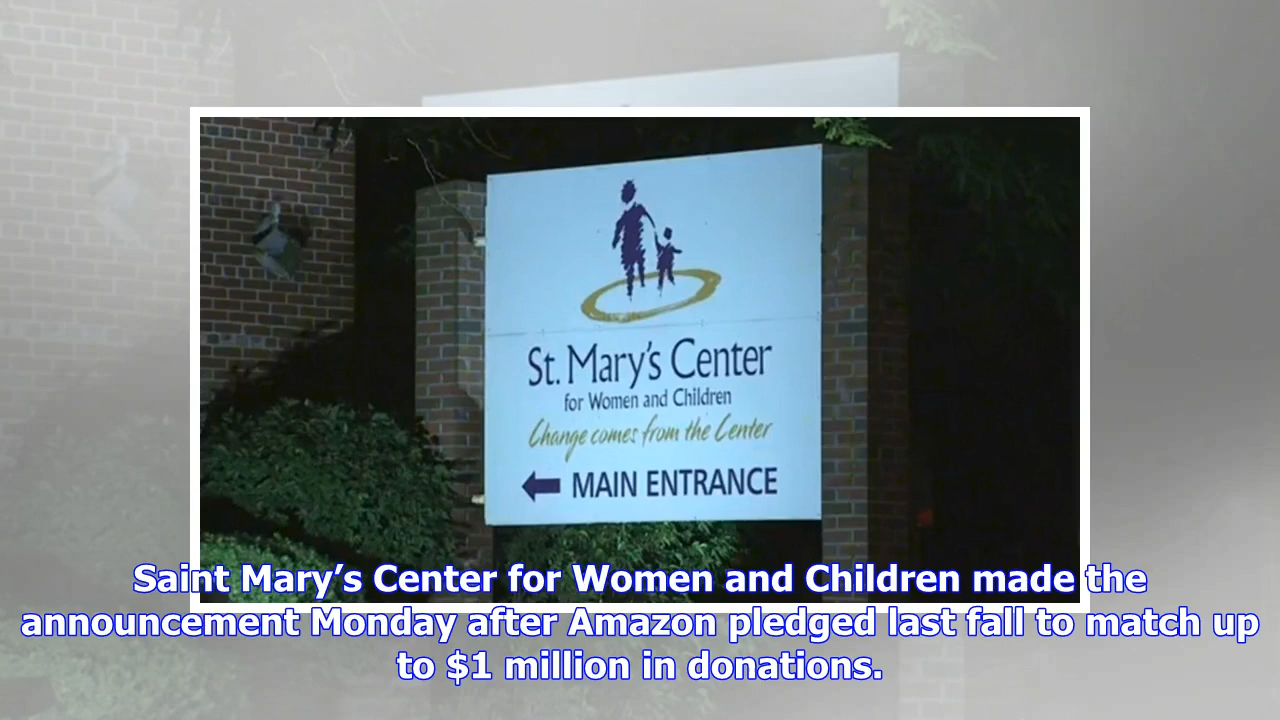 St. Mary's Center
for Women and Children
Change comes from the Center
MAIN ENTRANCE
Saint Mary’s Center for Women and Children made the
announcement Monday after Amazon pledged last fall to match up
to $1 million in donations.